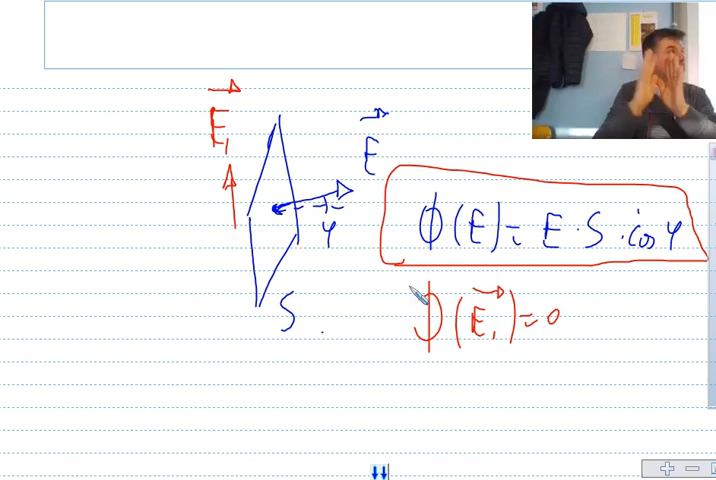 E₁
E
φ
Φ(E) = E · S · cos φ
S
Φ(E₁) = 0